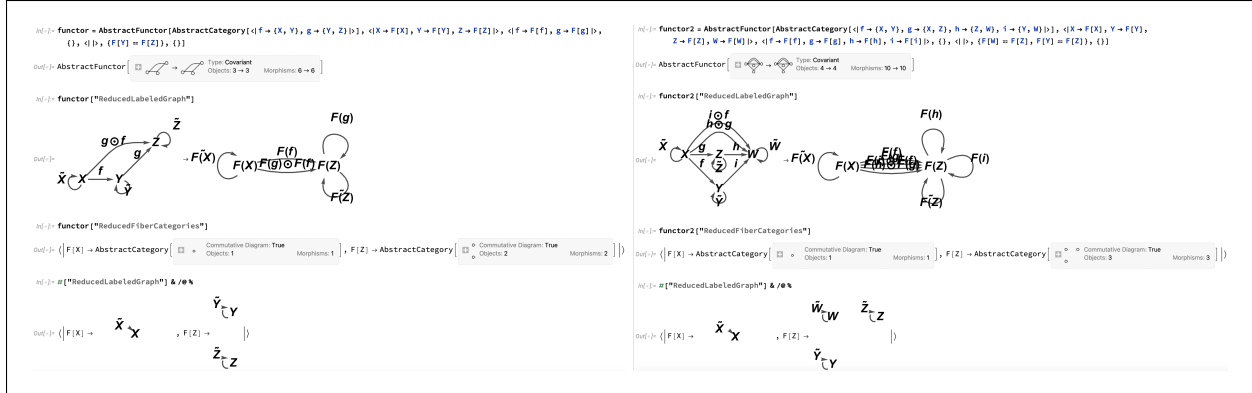 In[·]:= functor = AbstractFunctor[AbstractCategory[<|f → {X, Y}, g → {Y, Z}|>], <|X → F[X], Y → F[Y], Z → F[Z]|>, <|f → F[f], g → F[g]|>,
{}, <||>, {F[Y] == F[Z]}, {}]
Out[·]= AbstractFunctor[ Type: Covariant
Objects: 3 → 3 Morphisms: 6 → 6 ]
In[·]:= functor["ReducedLabeledGraph"]
F(g)
Z̃
g⊙f Z
g
Out[·]= → F(X̃) F(X) F(f) F(g)⊙F(f) F(Z)
f
X̃ X Y
Ỹ F(Z̃)
In[·]:= functor["ReducedFiberCategories"]
Out[·]= <|F[X] → AbstractCategory[ Commutative Diagram: True
Objects: 1 Morphisms: 1 ], F[Z] → AbstractCategory[ Commutative Diagram: True
Objects: 2 Morphisms: 2 ]|>
In[·]:= #["ReducedLabeledGraph"] & /@ %
Ỹ Y
Out[·]= <|F[X] → X̃ X , F[Z] → |>
Z̃ Z
In[·]:= functor2 = AbstractFunctor[AbstractCategory[<|f → {X, Y}, g → {X, Z}, h → {Z, W}, i → {Y, W}|>], <|X → F[X], Y → F[Y],
Z → F[Z], W → F[W]|>, <|f → F[f], g → F[g], h → F[h], i → F[i]|>, {}, <||>, {F[W] == F[Z], F[Y] == F[Z]}, {}]
Out[·]= AbstractFunctor[ Type: Covariant
Objects: 4 → 4 Morphisms: 10 → 10 ]
In[·]:= functor2["ReducedLabeledGraph"]
i⊙f F(h)
h⊙g
X̃ W̃
X g Z h W
Out[·]= → F(X̃) F(X) F(f) F(g) F(Z) F(i)
f Z̃ i
Y
Ỹ F(Z̃)
In[·]:= functor2["ReducedFiberCategories"]
Out[·]= <|F[X] → AbstractCategory[ Commutative Diagram: True
Objects: 1 Morphisms: 1 ], F[Z] → AbstractCategory[ Commutative Diagram: True
Objects: 3 Morphisms: 3 ]|>
In[·]:= #["ReducedLabeledGraph"] & /@ %
W̃ W Z̃ Z
Out[·]= <|F[X] → X̃ X , F[Z] → |>
Ỹ Y